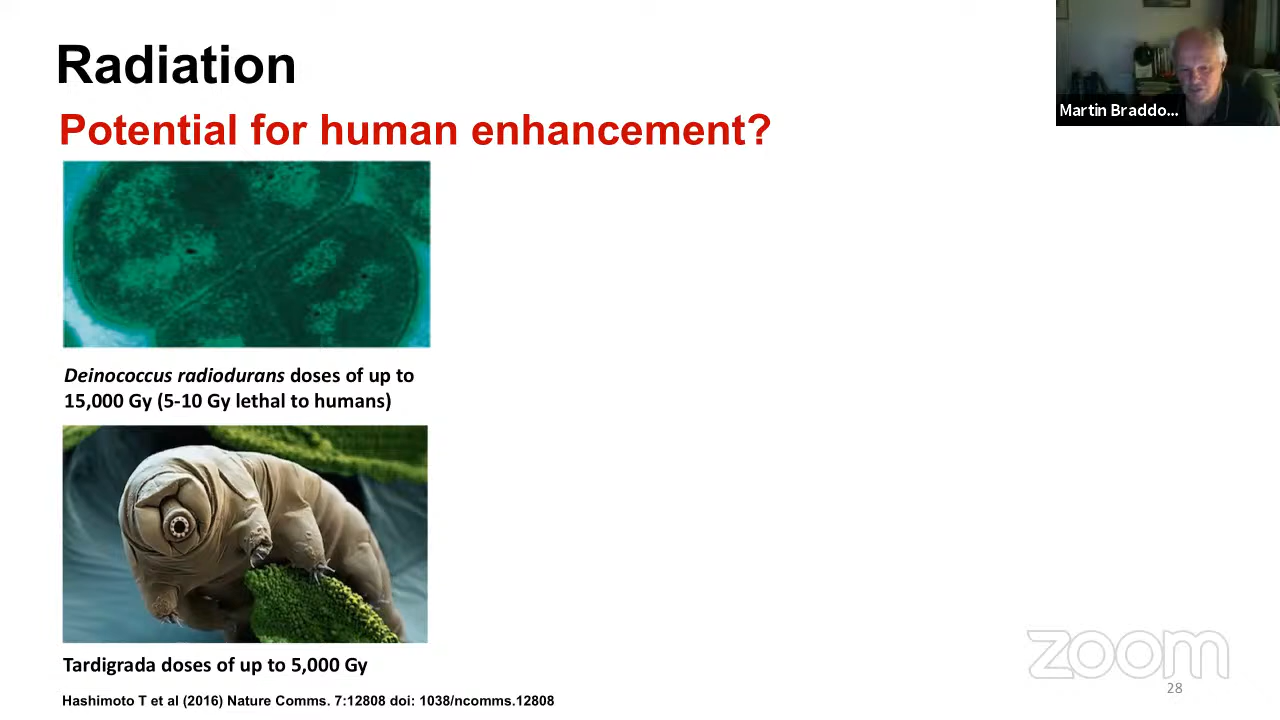 Radiation
Martin Braddo...
Potential for human enhancement?
Deinococcus radiodurans doses of up to
15,000 Gy (5-10 Gy lethal to humans)
Tardigrada doses of up to 5,000 Gy
zoom
28
Hashimoto T et al (2016) Nature Comms. 7:12808 doi: 1038/ncomms.12808